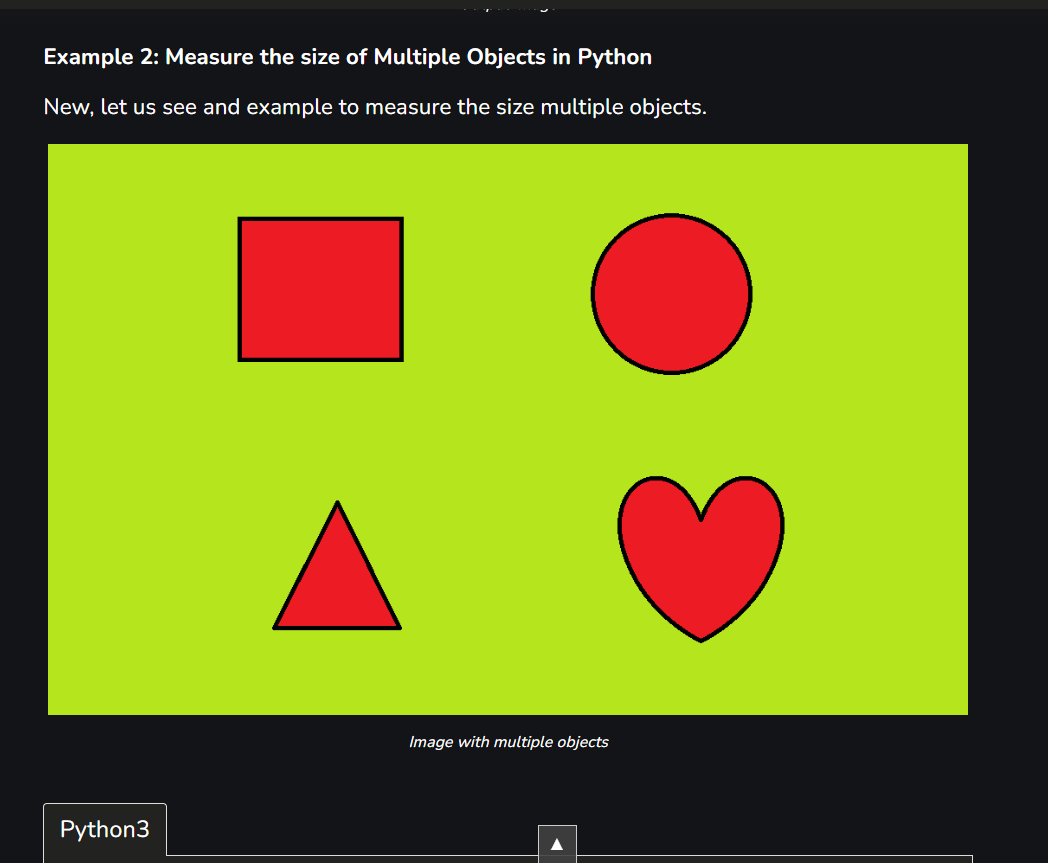 Example 2: Measure the size of Multiple Objects in Python
New, let us see and example to measure the size multiple objects.
Image with multiple objects
Python3